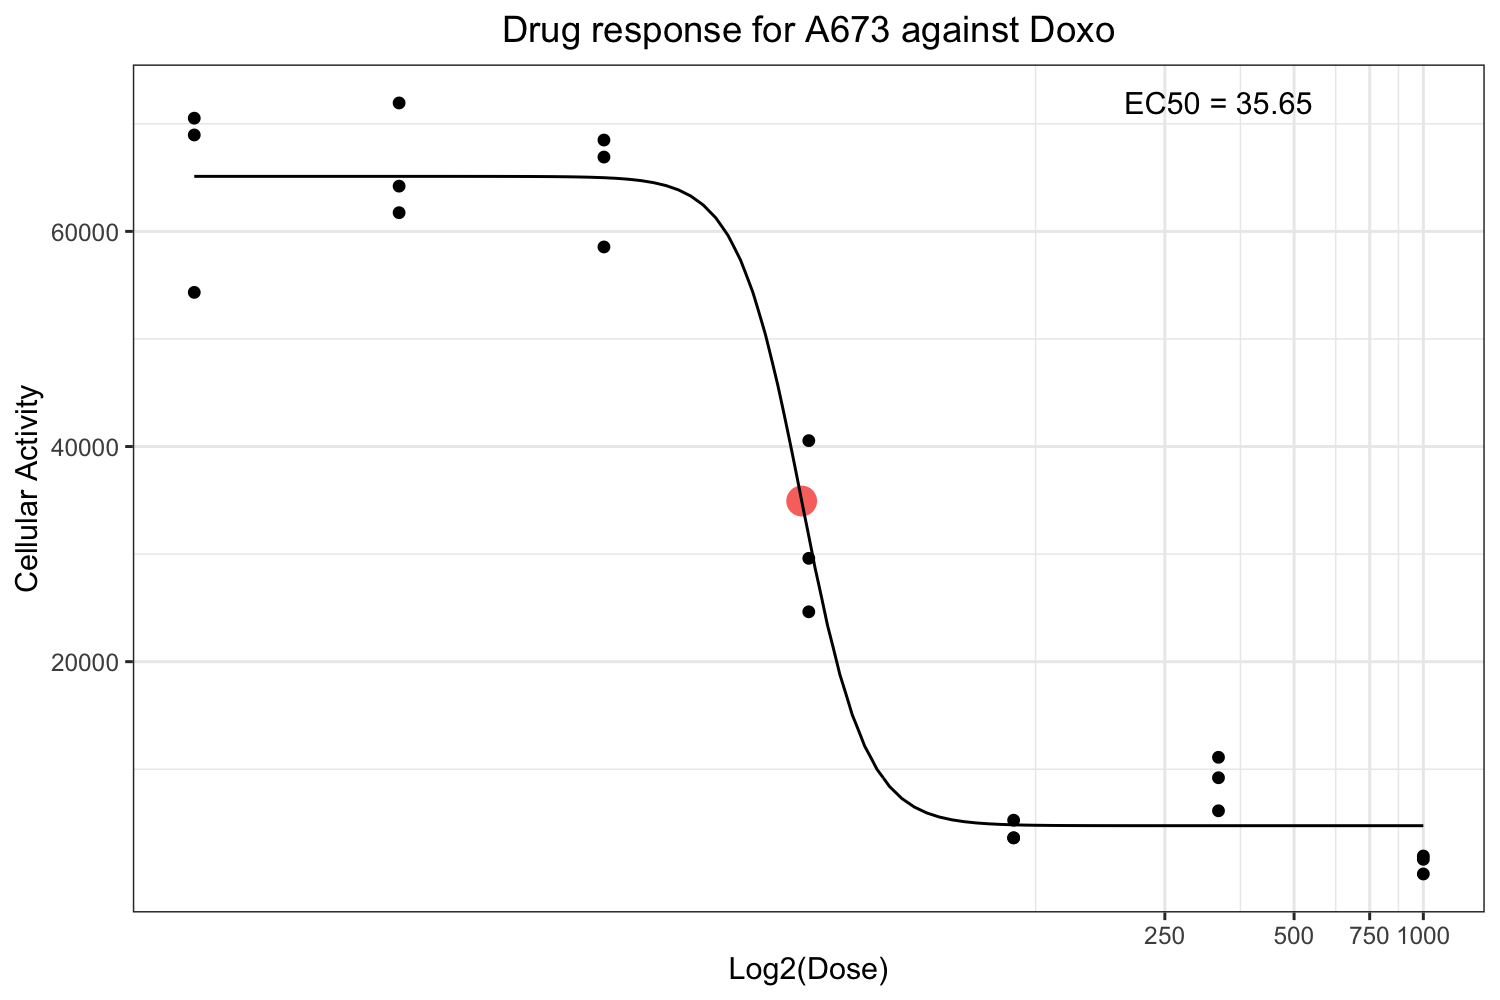 Drug response for A673 against Doxo
EC50 = 35.65
Cellular Activity
60000
40000
20000
250 500 750 1000
Log2(Dose)